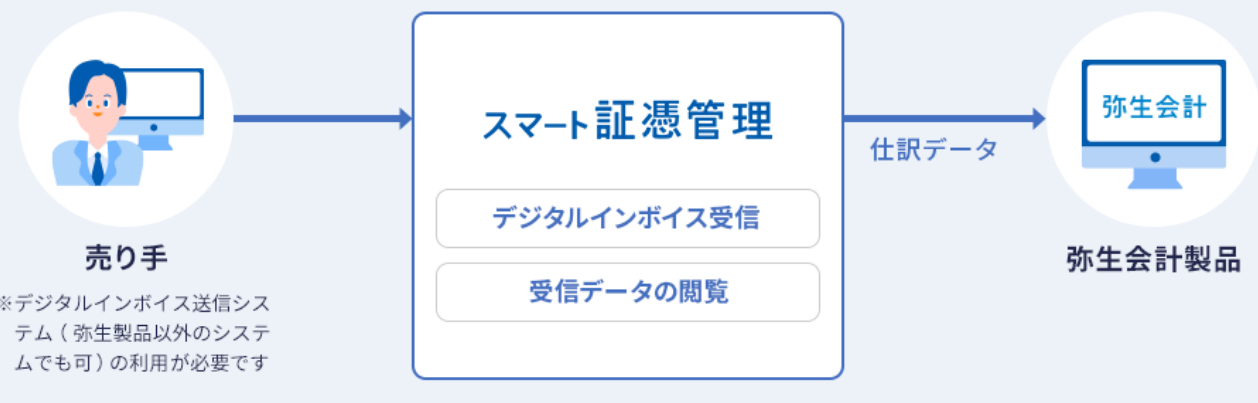 弥生会計
スマート証憑管理
仕訳データ
デジタルインボイス受信
売り手
弥生会計製品
受信データの閲覧
※デジタルインボイス送信シス
テム(弥生製品以外のシステ
ムでも可)の利用が必要です